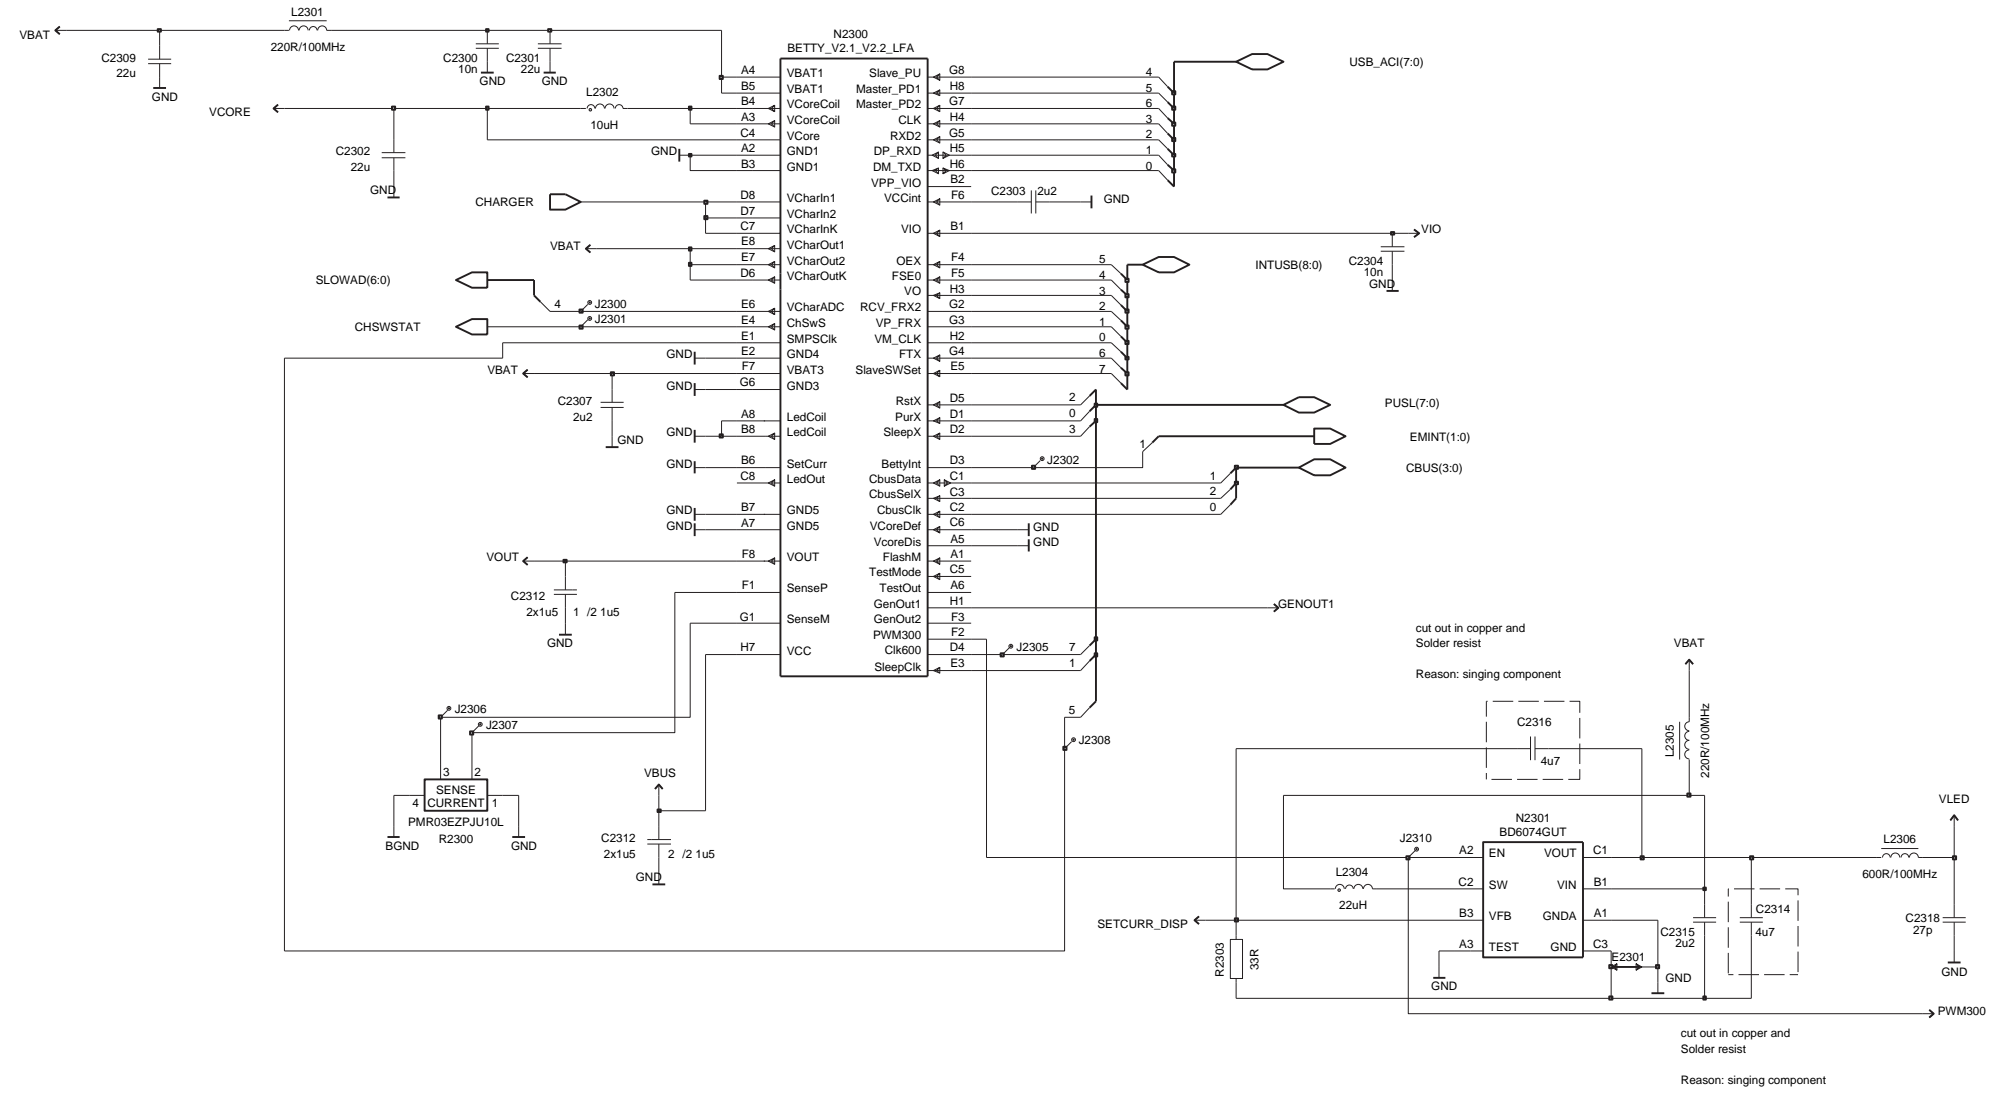 L2301
VBAT
220R/100MHz
C2309
22u
GND
C2300
10n
GND
C2301
22u
GND
N2300
BETTY_V2.1_V2.2_LFA
VCORE
L2302
10uH
C2302
22u
GND
GND
CHARGER
VBAT
SLOWAD(6:0)
4
J2300
CHSWSTAT
J2301
GND
VBAT
GND
C2307
2u2
GND
GND
GND
GND
GND
VOUT
C2312
2x1u5 1 /2 1u5
GND
A4 VBAT1
B5 VBAT1
B4 VCoreCoil
A3 VCoreCoil
C4 VCore
A2 GND1
B3 GND1
D8 VCharIn1
D7 VCharIn2
C7 VCharInK
E8 VCharOut1
E7 VCharOut2
D6 VCharOutK
E6 VCharADC
E4 ChSwS
E1 SMPSClk
E2 GND4
F7 VBAT3
G6 GND3
A8 LedCoil
B8 LedCoil
B6 SetCurr
C8 LedOut
B7 GND5
A7 GND5
F8 VOUT
F1 SenseP
G1 SenseM
H7 VCC
Slave_PU G8 4
Master_PD1 H8 5
Master_PD2 G7 6
CLK H4 3
RXD2 G5 2
DP_RXD H5 1
DM_TXD H6 0
VPP_VIO B2
VCCint F6
VIO B1
OEX F4 5
FSE0 F5 4
VO H3 3
RCV_FRX2 G2 2
VP_FRX G3 1
VM_CLK H2 0
FTX G4 6
SlaveSWSet E5 7
RstX D5 2
PurX D1 0
SleepX D2 3
BettyInt D3 J2302 1
CbusData C1 1
CbusSelX C3 2
CbusClk C2 0
VCoreDef C6 GND
VcoreDis A5 GND
FlashM A1
TestMode C5
TestOut A6
GenOut1 H1 GENOUT1
GenOut2 F3
PWM300 F2
Clk600 D4 J2305 7
SleepClk E3 1
5
J2308
USB_ACI(7:0)
C2303 2u2
GND
VIO
C2304
10n
GND
INTUSB(8:0)
PUSL(7:0)
EMINT(1:0)
CBUS(3:0)
J2306
J2307
3 2
SENSE
4 CURRENT 1
PMR03EZPJU10L
R2300
BGND
GND
VBUS
C2312
2x1u5 2 /2 1u5
GND
cut out in copper and
Solder resist
Reason: singing component
VBAT
L2305
220R/100MHz
C2316
4u7
N2301
BD6074GUT
J2310
A2 EN VOUT C1
C2 SW VIN B1
B3 VFB GNDA A1
A3 TEST GND C3
L2304
22uH
SETCURR_DISP
R2303
33R
GND
E2301
GND
C2315
2u2
C2314
4u7
VLED
L2306
600R/100MHz
C2318
27p
GND
PWM300
cut out in copper and
Solder resist
Reason: singing component